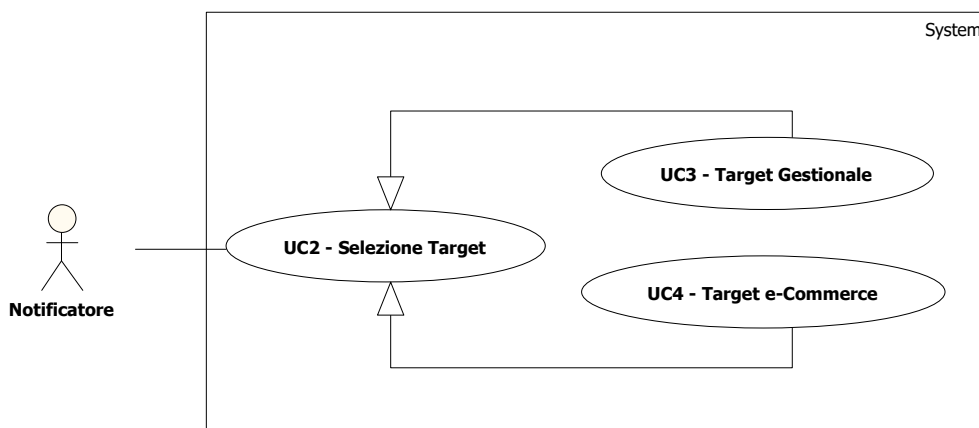 System
UC3 - Target Gestionale
UC2 - Selezione Target
UC4 - Target e-Commerce
Notificatore